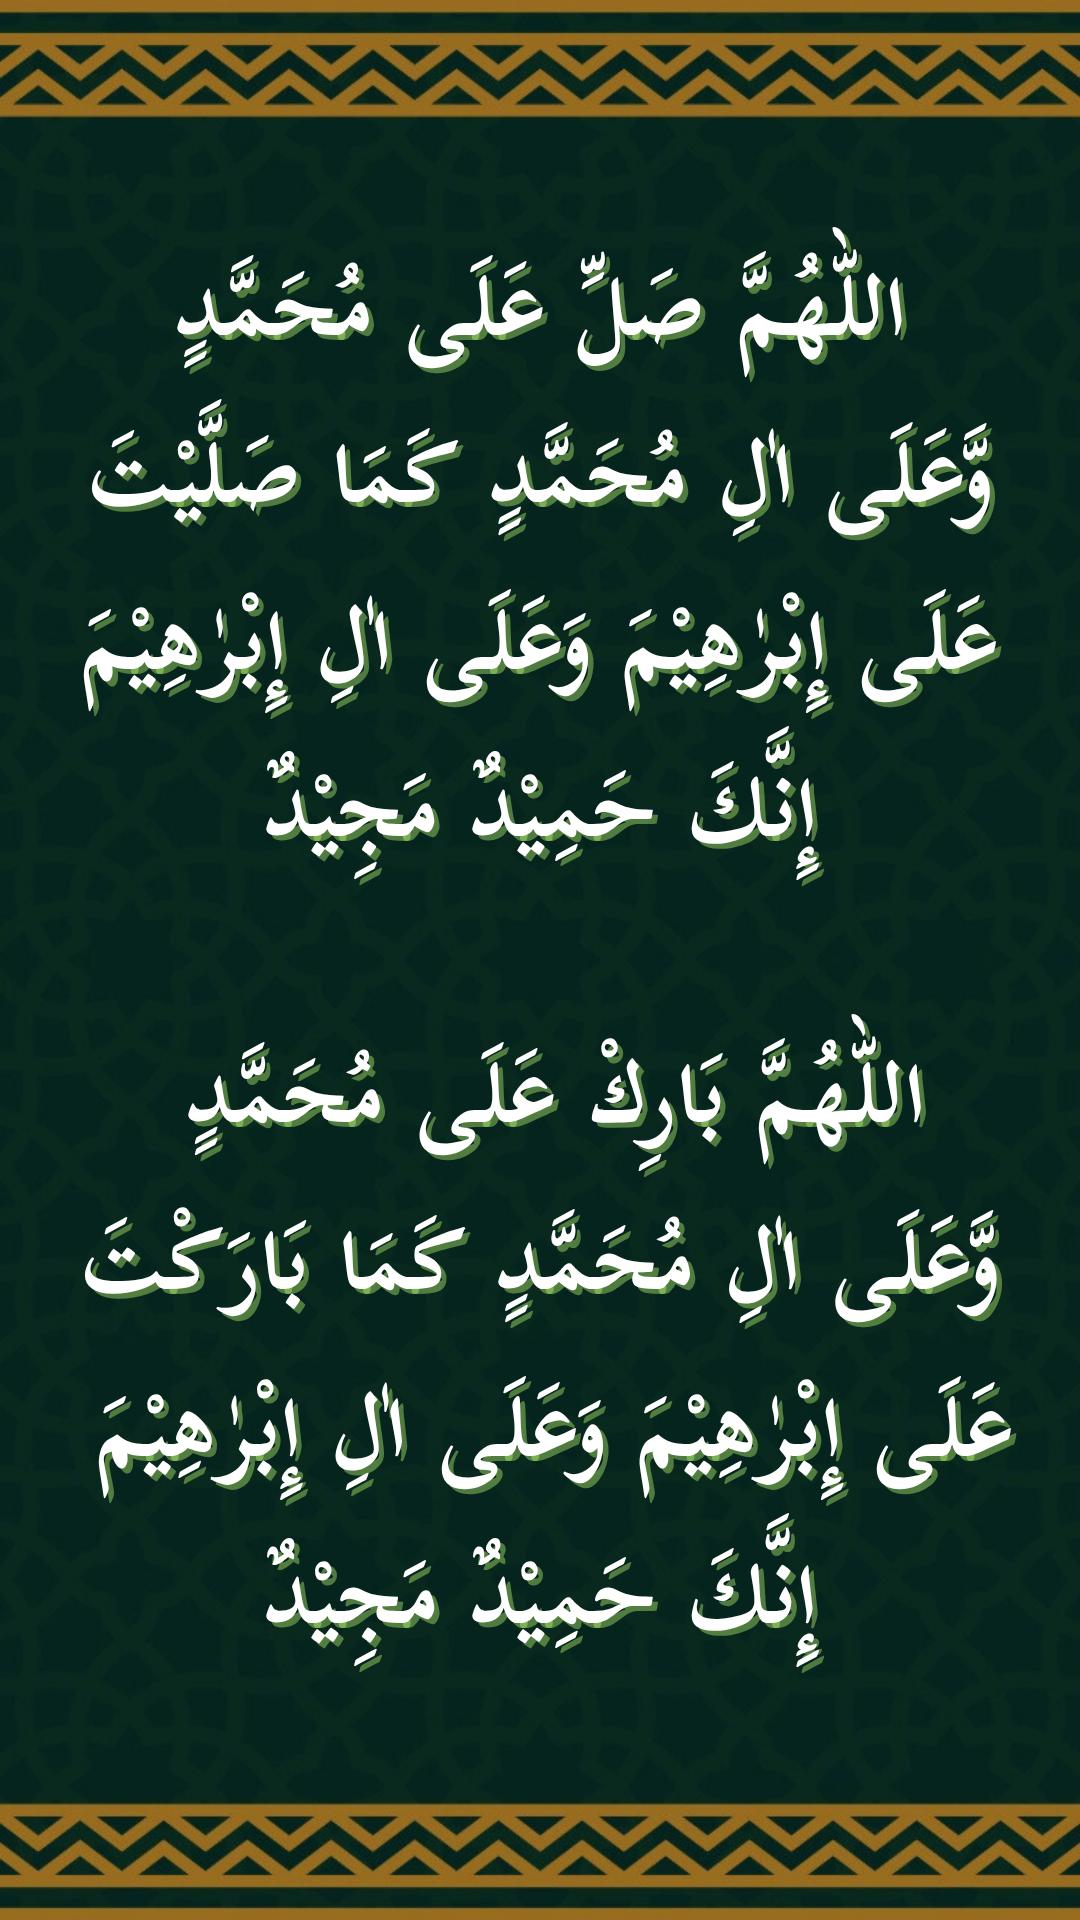 اللّٰهُمَّ صَلِّ عَلَى مُحَمَّدٍ
وَّعَلَى اٰلِ مُحَمَّدٍ كَمَا صَلَّيْتَ
عَلَى إِبْرٰهِيْمَ وَعَلَى اٰلِ إِبْرٰهِيْمَ
إِنَّكَ حَمِيْدٌ مَجِيْدٌ
اللّٰهُمَّ بَارِكْ عَلَى مُحَمَّدٍ
وَّعَلَى اٰلِ مُحَمَّدٍ كَمَا بَارَكْتَ
عَلَى إِبْرٰهِيْمَ وَعَلَى اٰلِ إِبْرٰهِيْمَ
إِنَّكَ حَمِيْدٌ مَجِيْدٌ